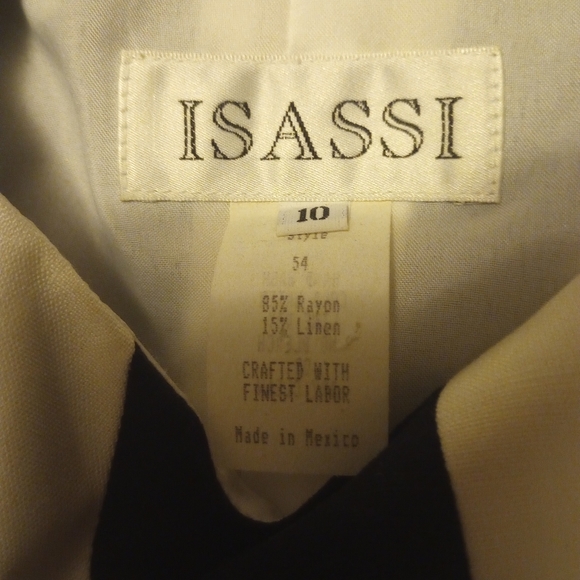 ISASSI
10
Style
54
85% Rayon
15% Linen
CRAFTED WITH
FINEST LABOR
Made in Mexico